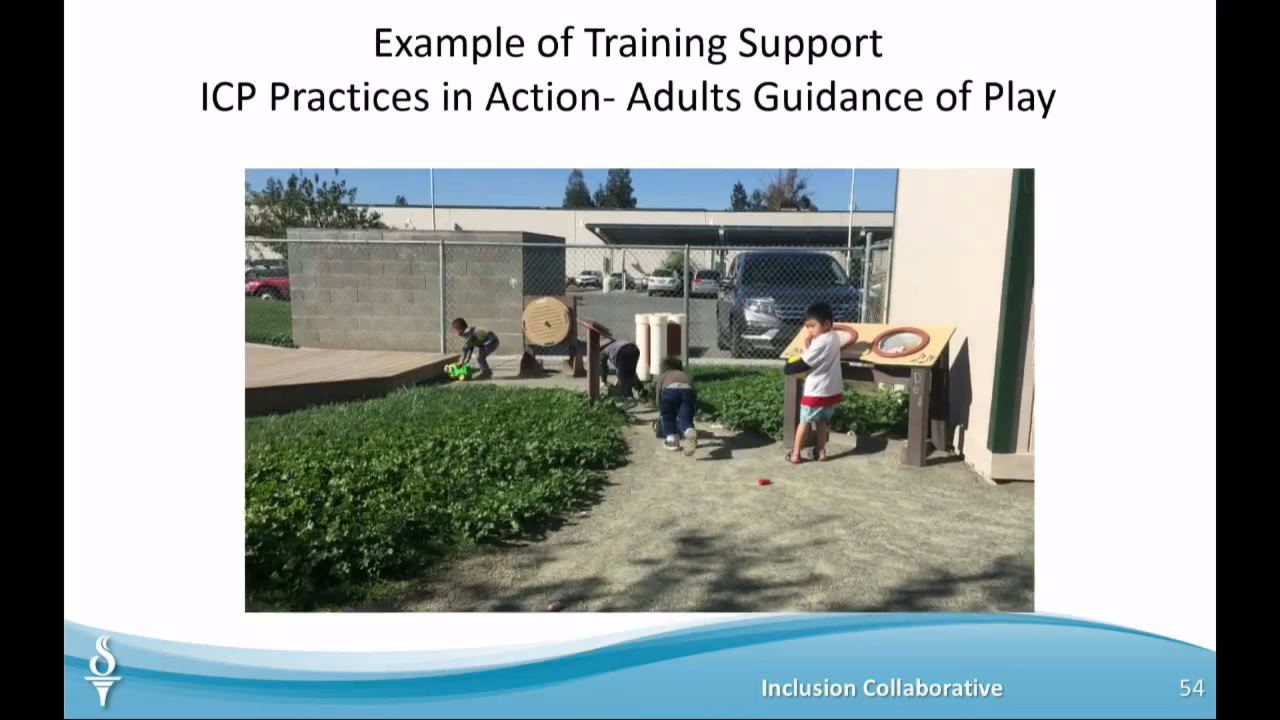 Example of Training Support
ICP Practices in Action- Adults Guidance of Play
Inclusion Collaborative
54